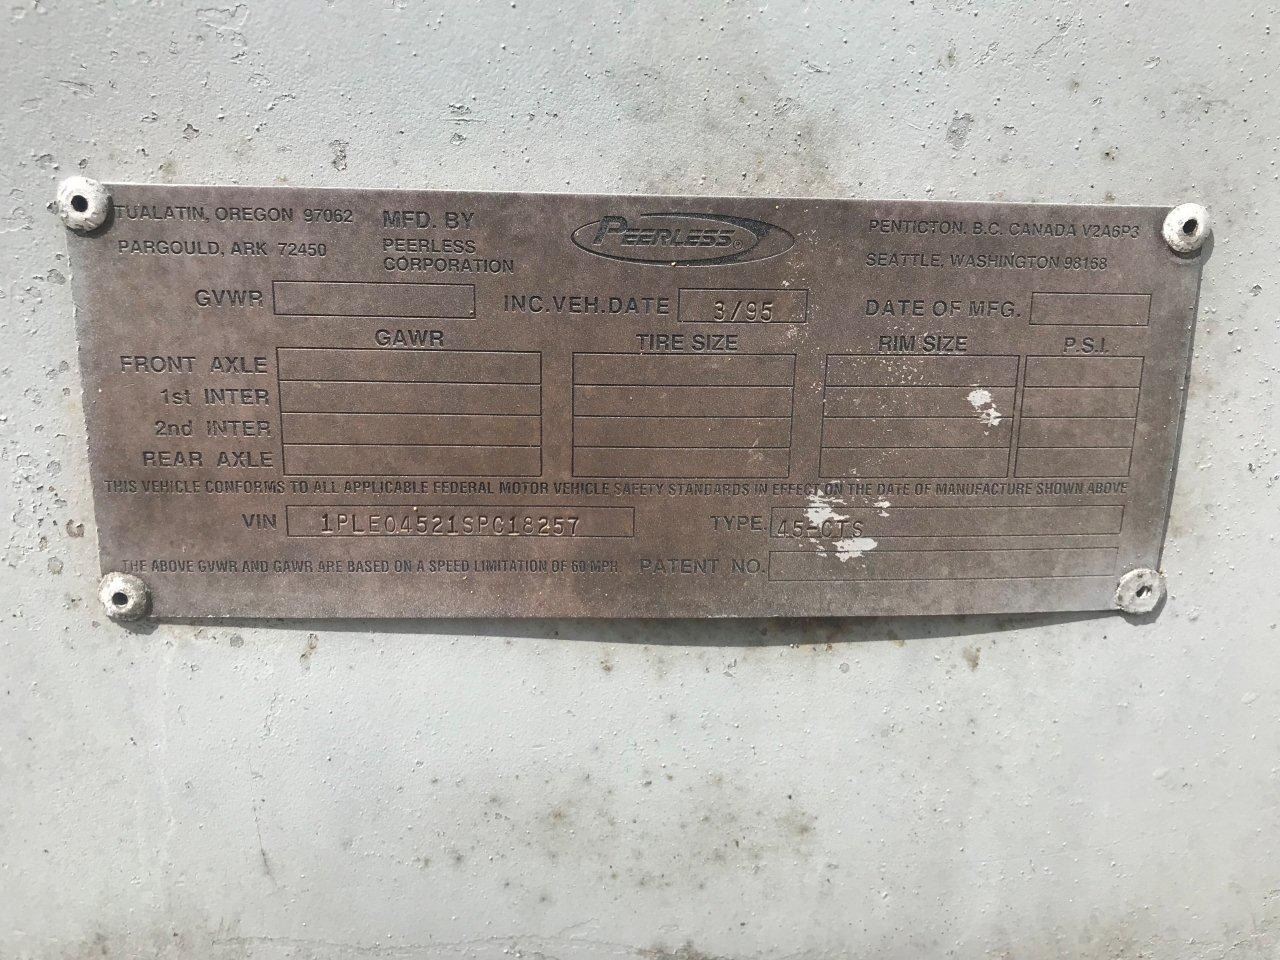 TUALATIN, OREGON 97062 MFD. BY PEERLESS® PENTICTON, B.C. CANADA V2A6P3
PARGOULD, ARK 72450 PEERLESS CORPORATION SEATTLE, WASHINGTON 98168
GVWR INC.VEH.DATE 3/95 DATE OF MFG.
GAWR TIRE SIZE RIM SIZE P.S.I.
FRONT AXLE
1st INTER
2nd INTER
REAR AXLE
THIS VEHICLE CONFORMS TO ALL APPLICABLE FEDERAL MOTOR VEHICLE SAFETY STANDARDS IN EFFECT ON THE DATE OF MANUFACTURE SHOWN ABOVE
VIN 1PLE04521SPC18257 TYPE 45-CTS
THE ABOVE GVWR AND GAWR ARE BASED ON A SPEED LIMITATION OF 60 MPH. PATENT NO.